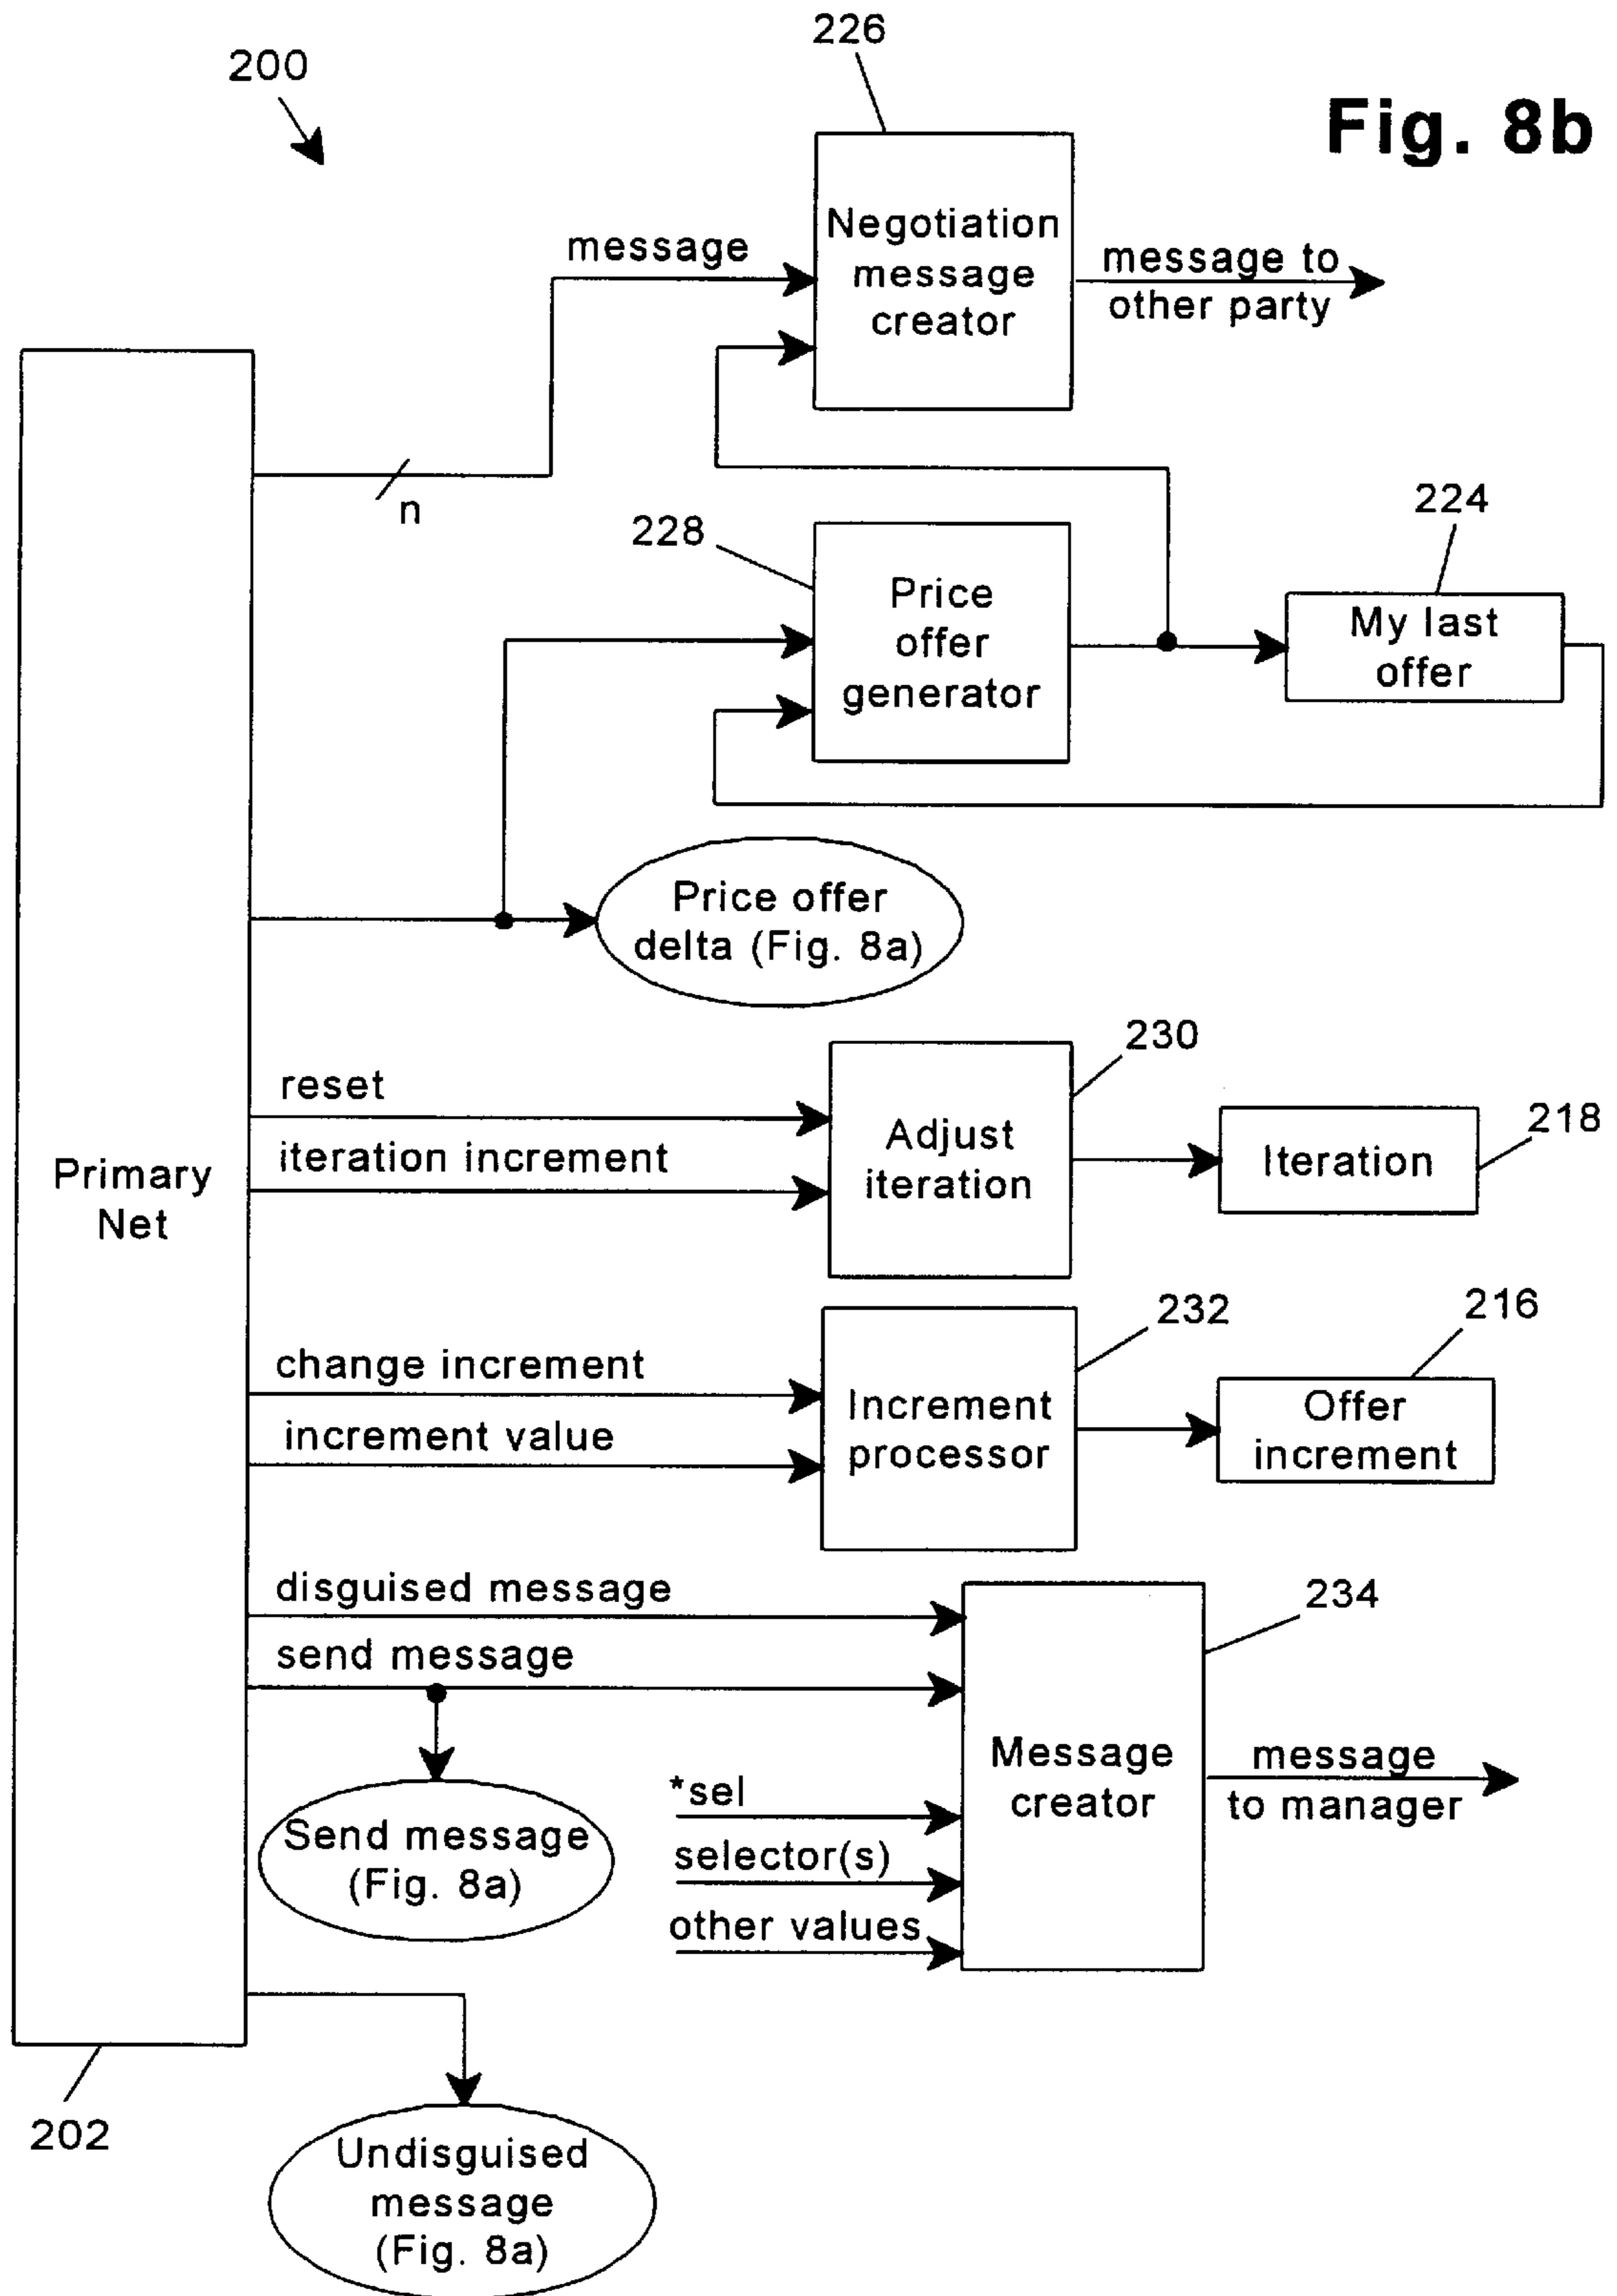 226
200
Fig. 8b
Negotiation
message
creator
message
message to
other party
n
224
228
Price
offer
generator
My last
offer
Price offer
delta (Fig. 8a)
230
reset
Adjust
iteration
218
Iteration
iteration increment
Primary
Net
232
216
change increment
Increment
processor
Offer
increment
increment value
disguised message
234
send message
Message
creator
message
to manager
*sel
Send message
(Fig. 8a)
selector(s)
other values
202
Undisguised
message
(Fig. 8a)